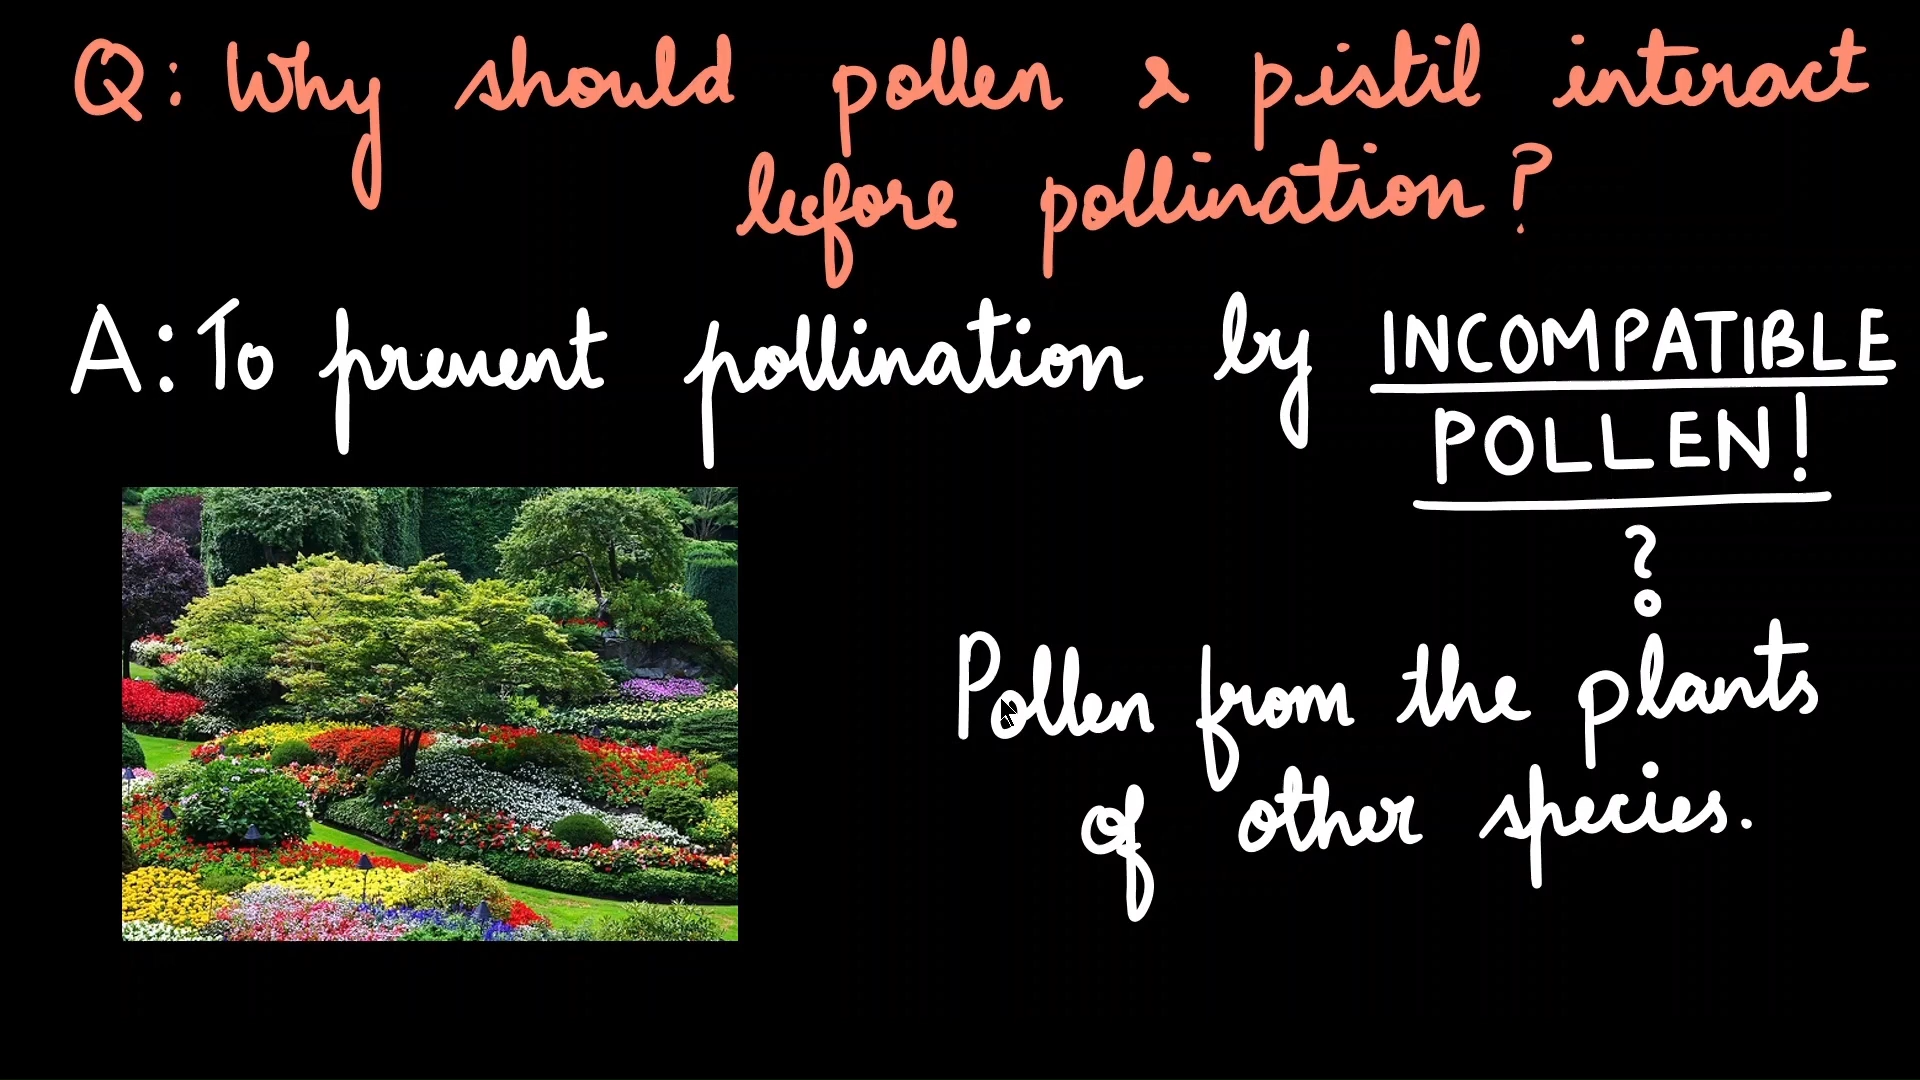 Q: Why should pollen & pistil interact
before pollination?
A: To prevent pollination by INCOMPATIBLE
POLLEN!
?
Pollen from the plants
of other species.